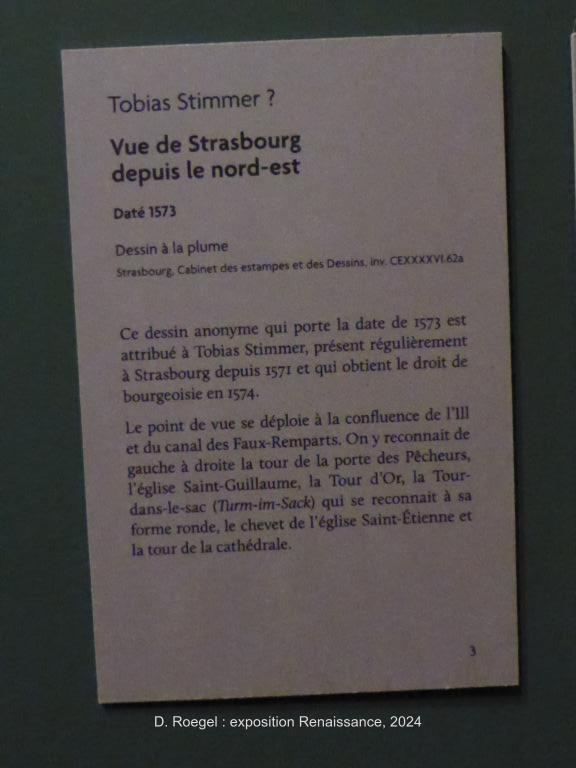 Tobias Stimmer ?
Vue de Strasbourg
depuis le nord-est
Daté 1573
Dessin à la plume
Strasbourg, Cabinet des estampes et des Dessins, inv. CEXXXXVI.62a
Ce dessin anonyme qui porte la date de 1573 est
attribué à Tobias Stimmer, présent régulièrement
à Strasbourg depuis 1571 et qui obtient le droit de
bourgeoisie en 1574.
Le point de vue se déploie à la confluence de l'Ill
et du canal des Faux-Remparts. On y reconnait de
gauche à droite la tour de la porte des Pêcheurs,
l'église Saint-Guillaume, la Tour d'Or, la Tour-
dans-le-sac (Turm-im-Sack) qui se reconnait à sa
forme ronde, le chevet de l'église Saint-Étienne et
la tour de la cathédrale.
3
D. Roegel : exposition Renaissance, 2024